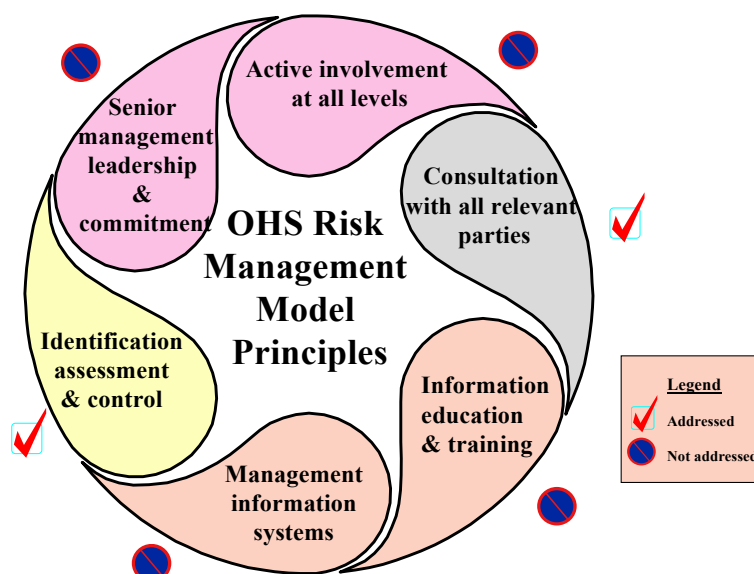 Active involvement
at all levels
Senior
management
leadership
&
commitment
Consultation
with all relevant
parties
OHS Risk
Management
Model
Principles
Identification
assessment
& control
Information
education
& training
Management
information
systems
Legend
Addressed
Not addressed